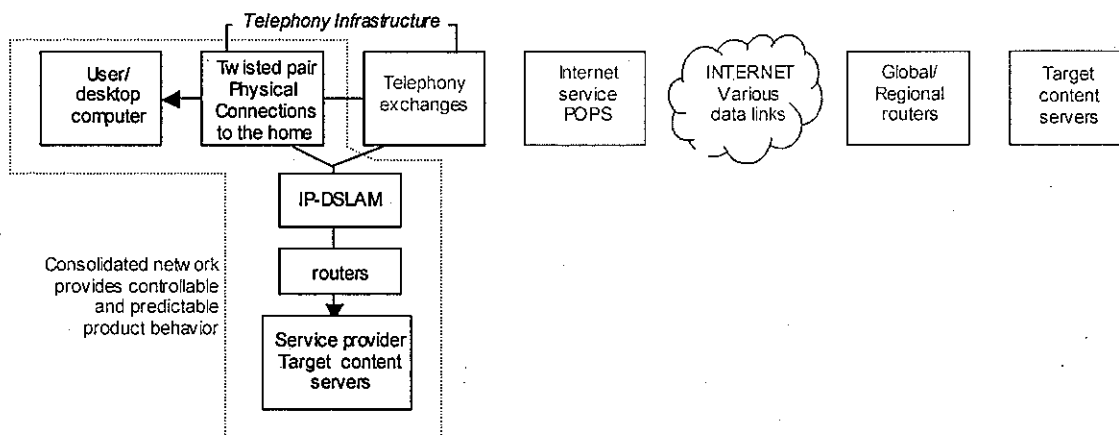 Telephony Infrastructure
User/
desktop
computer
Twisted pair
Physical
Connections
to the home
Telephony
exchanges
Internet
service
POPS
INTERNET
Various
data links
Global/
Regional
routers
Target
content
servers
IP-DSLAM
routers
Service provider
Target content
servers
Consolidated network
provides controllable
and predictable
product behavior